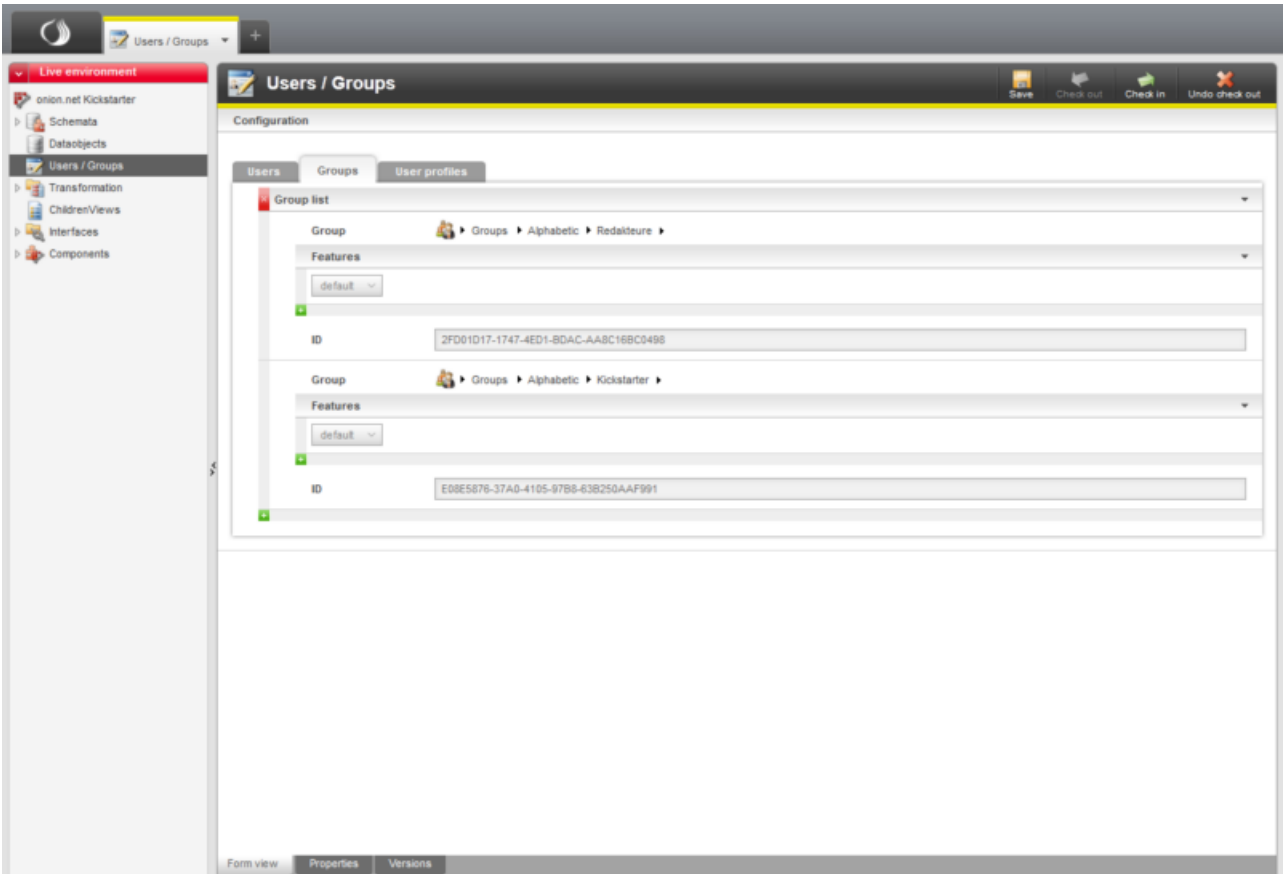 Users / Groups
+
Live environment
onion.net Kickstarter
Schemata
Dataobjects
Users / Groups
Transformation
ChildrenViews
Interfaces
Components
Users / Groups
Save
Check out
Check in
Undo check out
Configuration
Users
Groups
User profiles
Group list
Group
Groups Alphabetic Redakteure
Features
default
ID
2FD01D17-1747-4ED1-BDAC-AA8C16BC0498
Group
Groups Alphabetic Kickstarter
Features
default
ID
E08E5876-37A0-4105-97B8-63B250AAF991
Form view
Properties
Versions